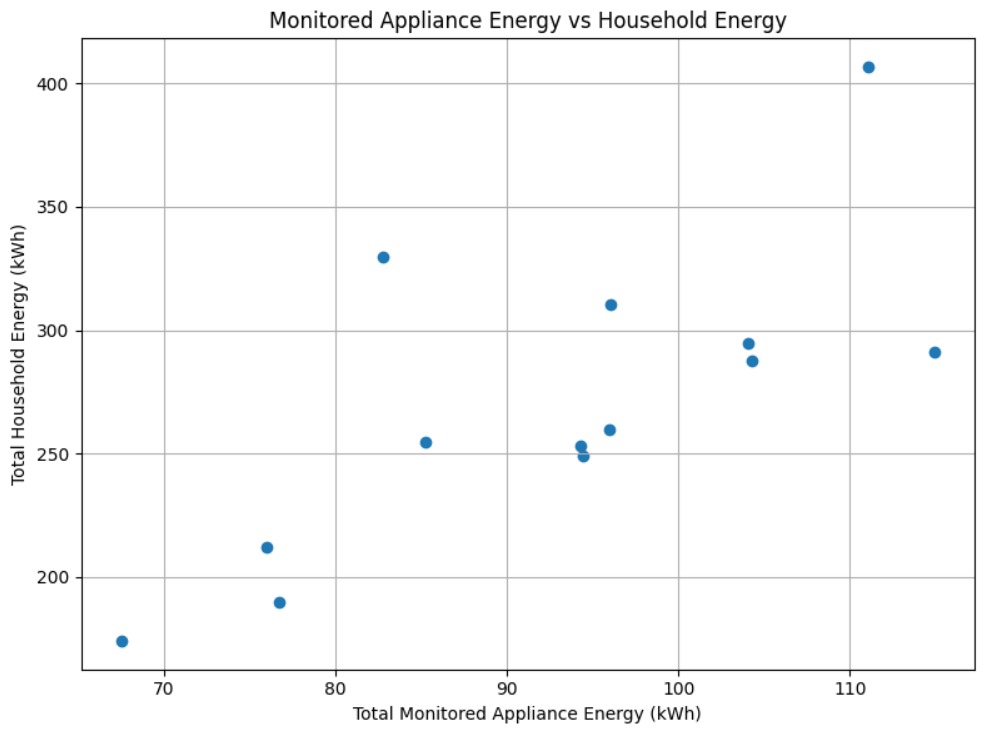 Monitored Appliance Energy vs Household Energy
Total Household Energy (kWh)
400
350
300
250
200
70 80 90 100 110
Total Monitored Appliance Energy (kWh)